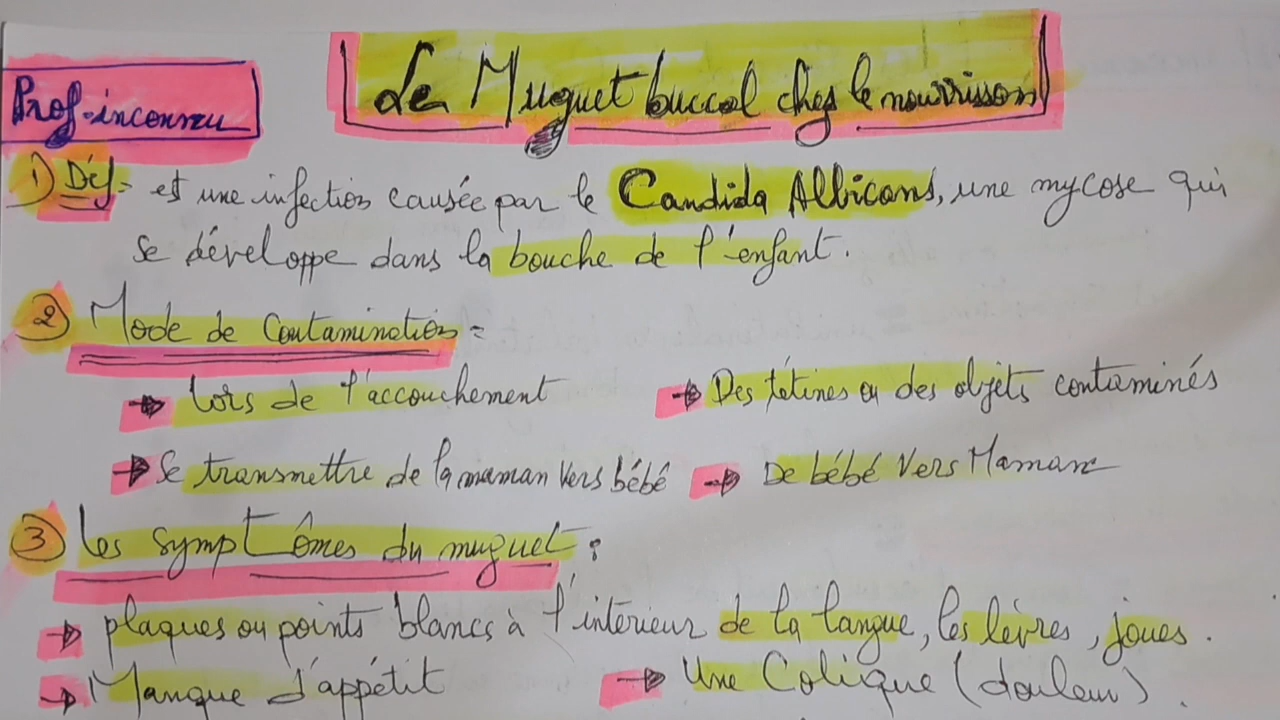 Le Muguet buccal chez le nourrisson
Prof-inconnu
1) Déf= est une infection causée par le Candida Albicans, une mycose qui
se développe dans la bouche de l'enfant.
2) Mode de Contamination =
→ lors de l'accouchement → Des tétines ou des objets contaminés
→ Se transmettre de la maman vers bébé → De bébé Vers Maman
3) Les symptômes du muguet :
→ plaques ou points blancs à l'intérieur de la langue, les lèvres, joues.
→ Manque d'appétit → Une Colique (douleur).